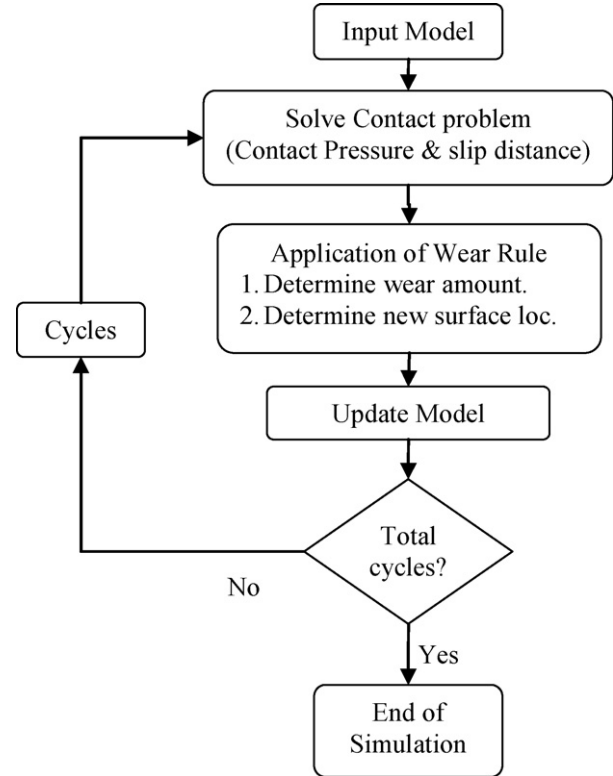 Input Model
Solve Contact problem
(Contact Pressure & slip distance)
Application of Wear Rule
1. Determine wear amount.
2. Determine new surface loc.
Cycles
Update Model
Total
cycles?
No
Yes
End of
Simulation